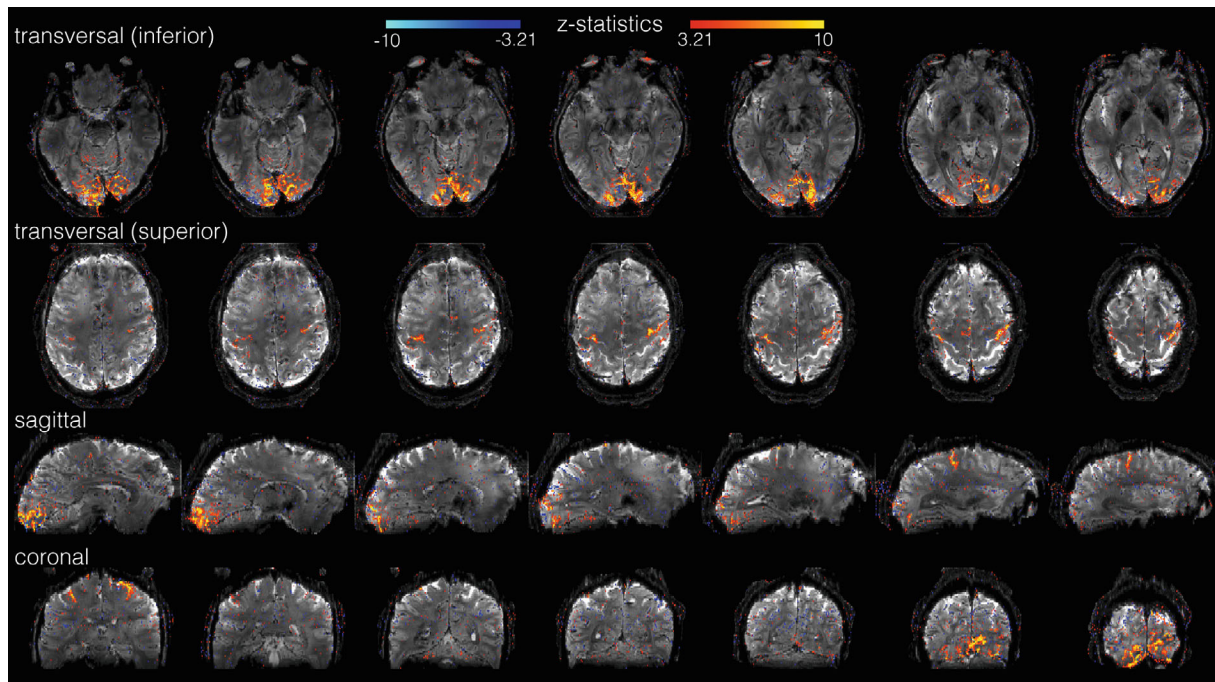 z-statistics
-10 -3.21 3.21 10
transversal (inferior)
transversal (superior)
sagittal
coronal